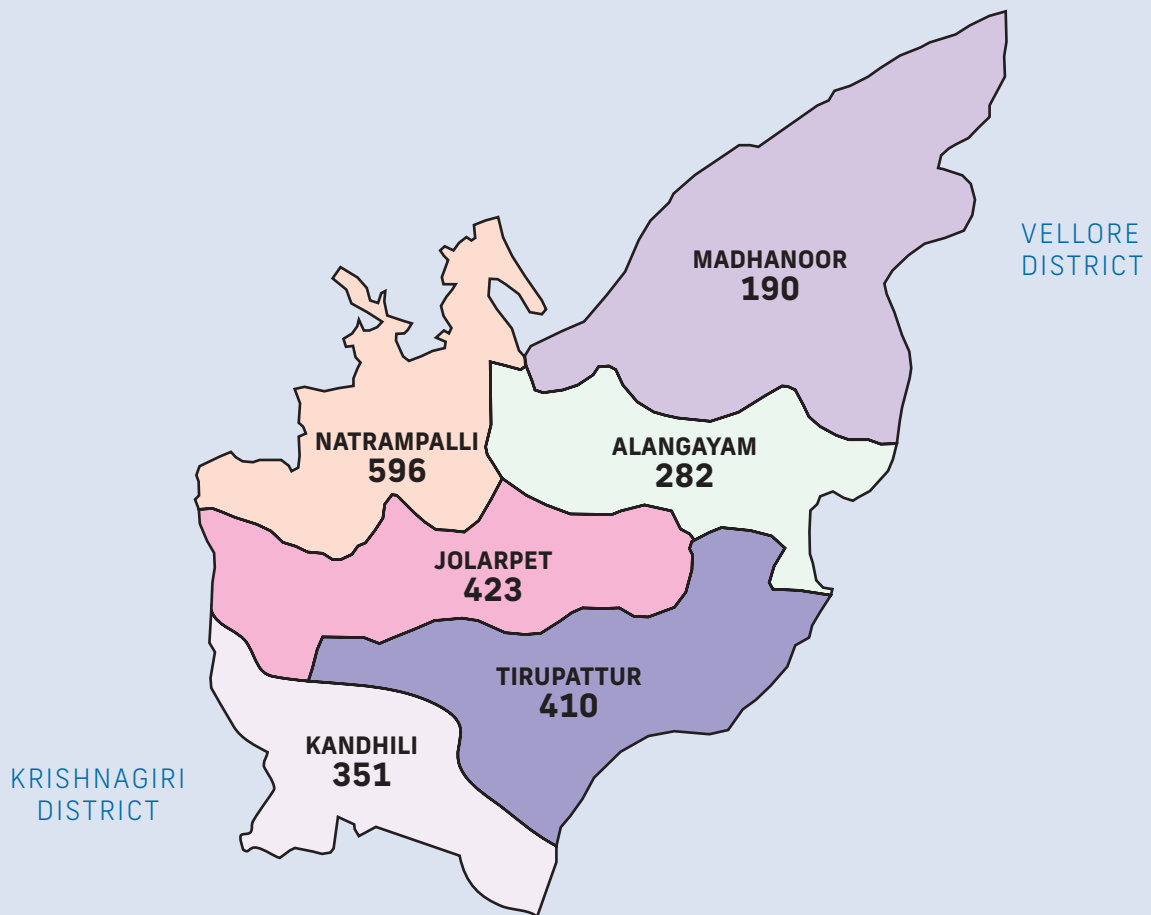 VELLORE
DISTRICT
MADHANOOR
190
NATRAMPALLI
596
ALANGAYAM
282
JOLARPET
423
TIRUPATTUR
410
KANDHILI
351
KRISHNAGIRI
DISTRICT